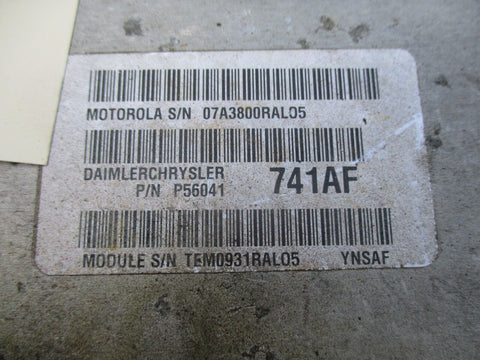 MOTOROLA S/N 07A3800RAL05
DAIMLERCHRYSLER
P/N P56041 741AF
MODULE S/N TEM0931RAL05 YNSAF